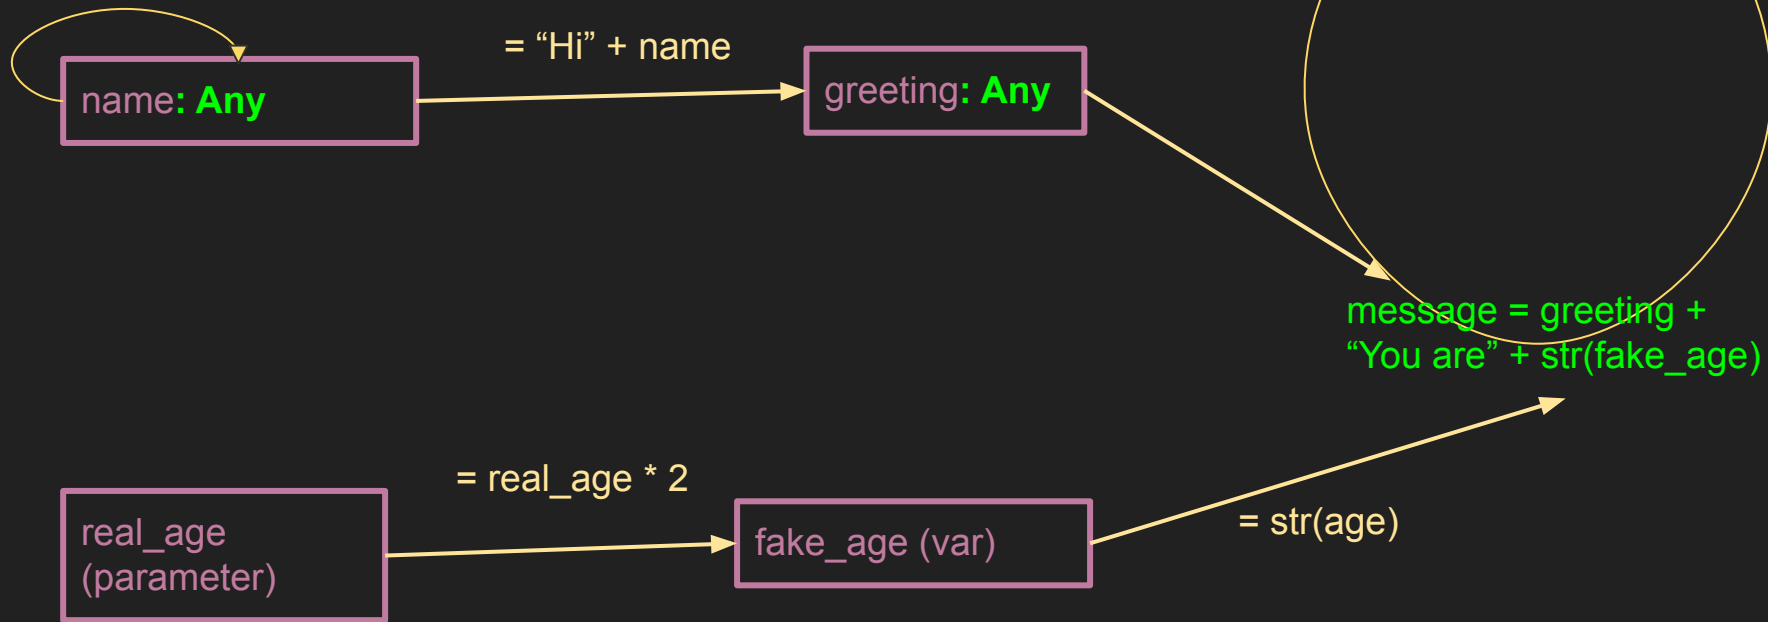 = “Hi” + name
name: Any
greeting: Any
message = greeting +
“You are” + str(fake_age)
= real_age * 2
real_age
(parameter)
fake_age (var)
= str(age)